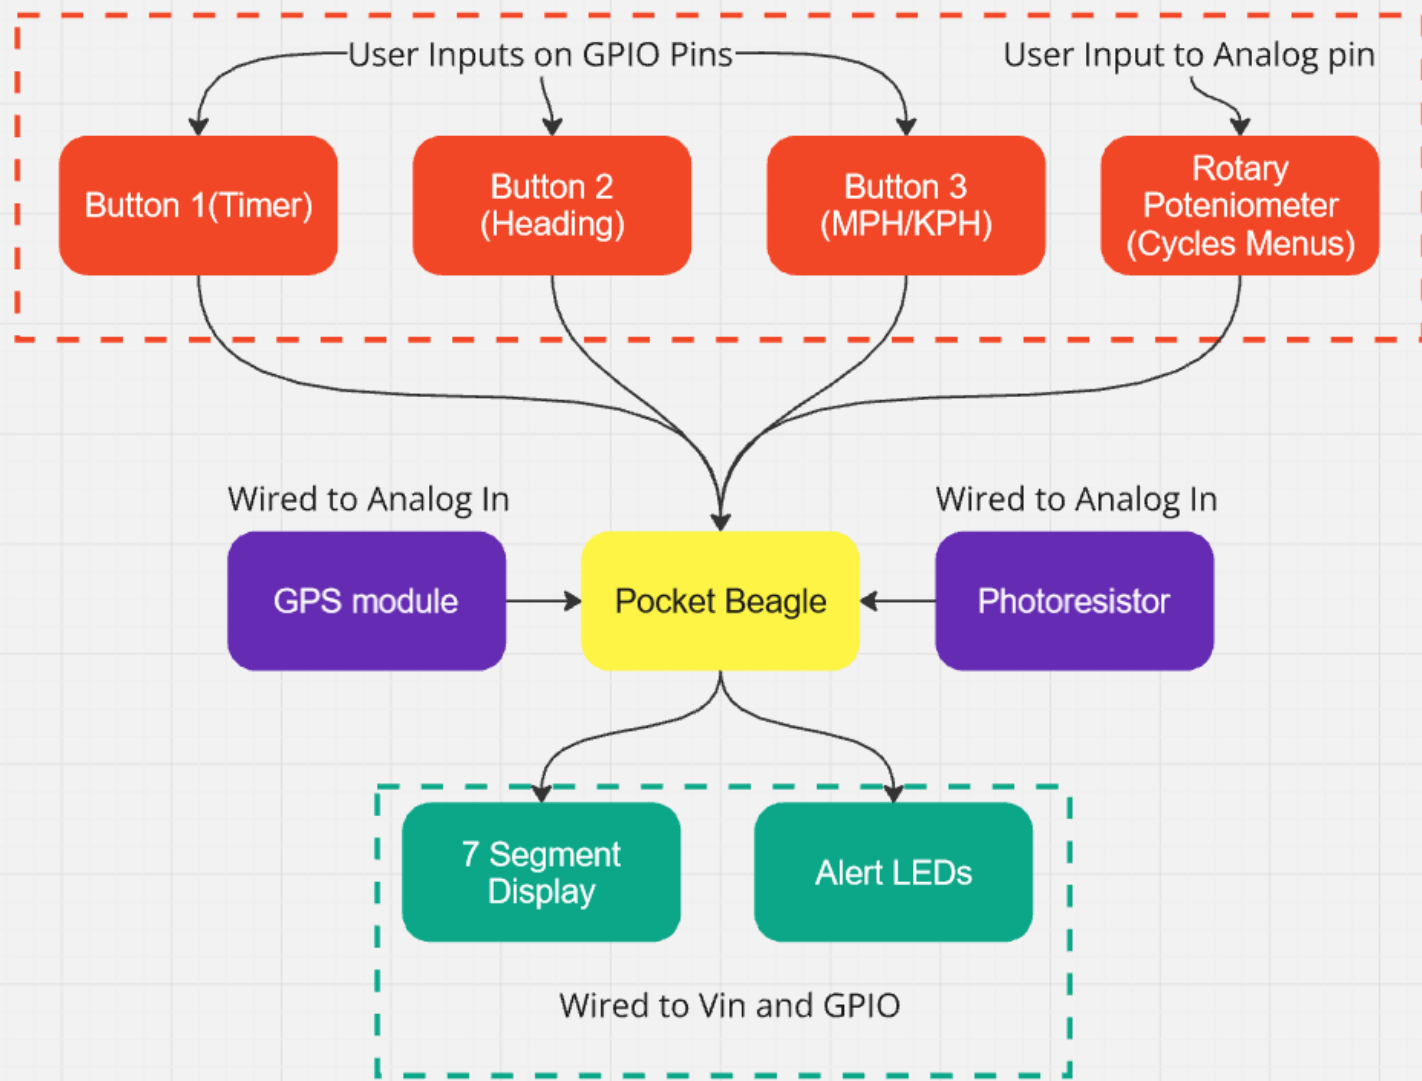 User Inputs on GPIO Pins
User Input to Analog pin
Button 1(Timer)
Button 2
(Heading)
Button 3
(MPH/KPH)
Rotary
Poteniometer
(Cycles Menus)
Wired to Analog In
Wired to Analog In
GPS module
Pocket Beagle
Photoresistor
7 Segment
Display
Alert LEDs
Wired to Vin and GPIO